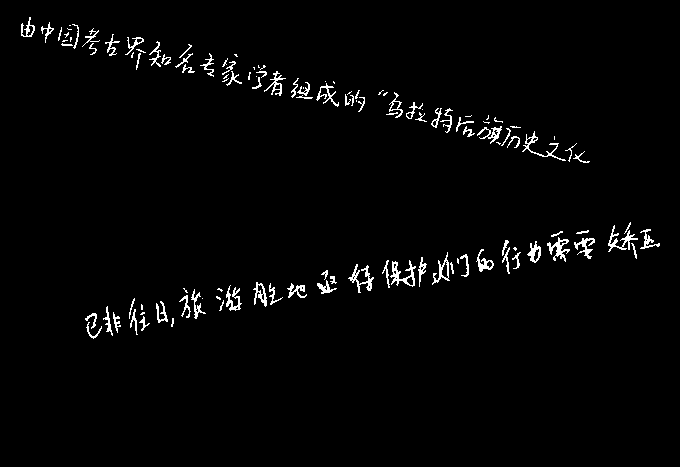 由中国考古界知名专家学者组成的“乌拉特后旗历史文化
已非往日,旅游胜地亟待保护,我们的行为需要矫正